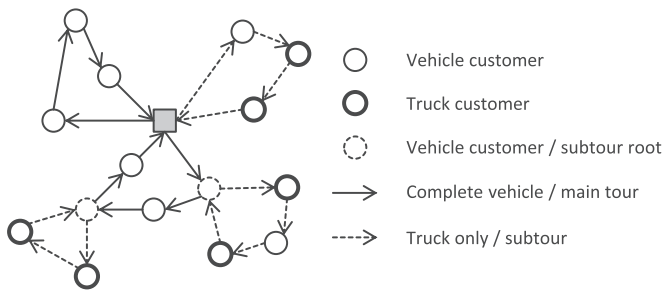 Vehicle customer
Truck customer
Vehicle customer / subtour root
Complete vehicle / main tour
Truck only / subtour